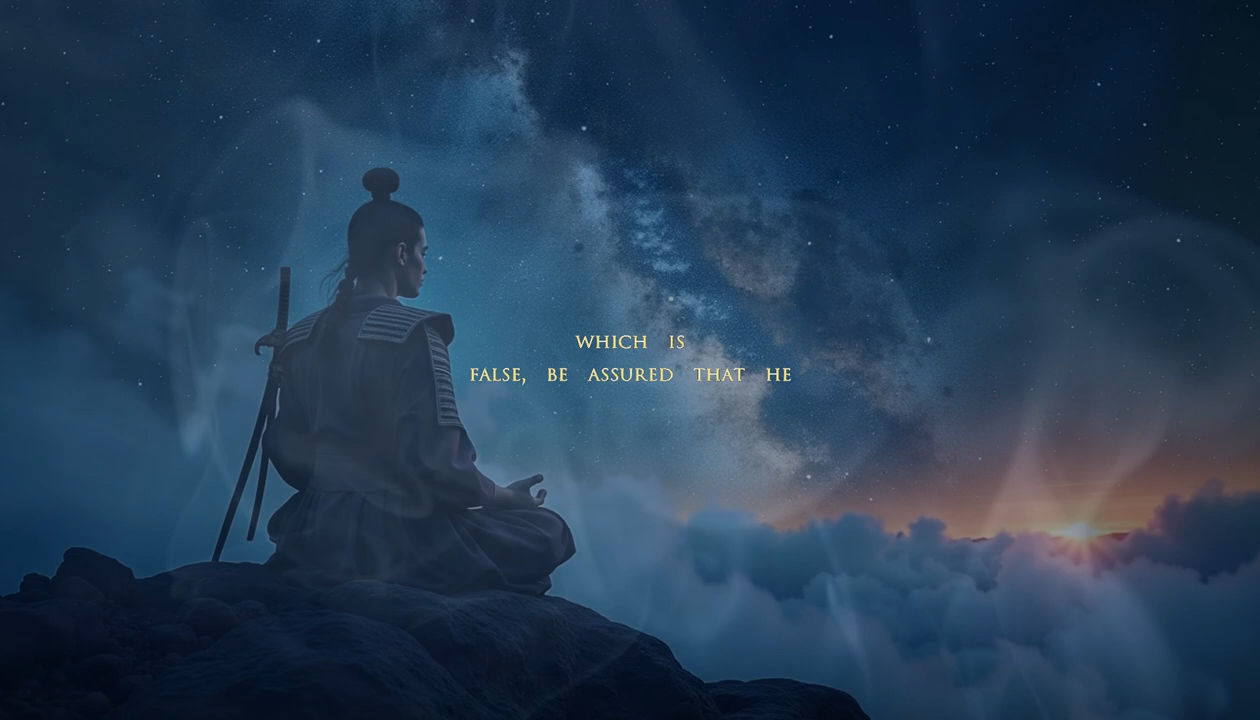 WHICH IS
FALSE, BE ASSURED THAT HE